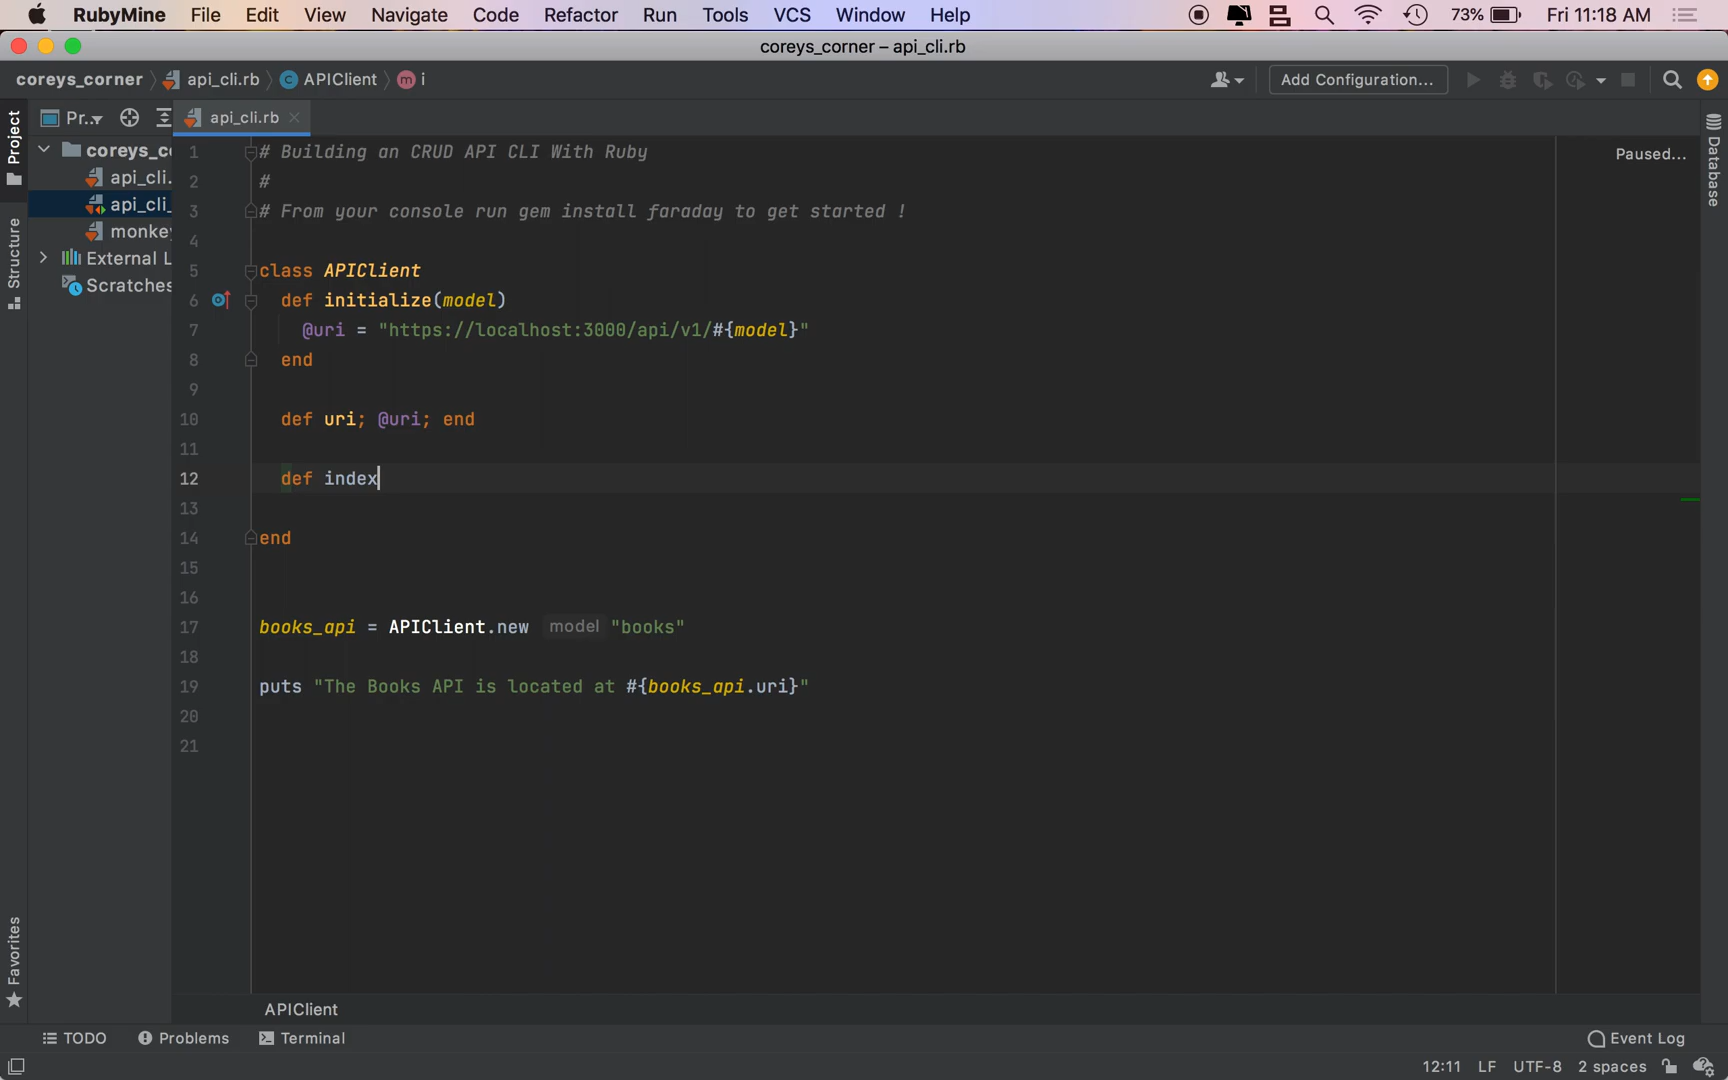 RubyMine File Edit View Navigate Code Refactor Run Tools VCS Window Help 73% Fri 11:18 AM
coreys_corner – api_cli.rb
coreys_corner api_cli.rb C APIClient m i Add Configuration...
Project Pr... api_cli.rb
coreys_c
api_cli.
api_cli_
monkey
External L
Scratches
Structure
Favorites
Database
Paused...
1 # Building an CRUD API CLI With Ruby
2 #
3 # From your console run gem install faraday to get started !
4
5 class APIClient
6 def initialize(model)
7 @uri = "https://localhost:3000/api/v1/#{model}"
8 end
9
10 def uri; @uri; end
11
12 def index
13
14 end
15
16
17 books_api = APIClient.new model "books"
18
19 puts "The Books API is located at #{books_api.uri}"
20
21
APIClient
TODO Problems Terminal Event Log
12:11 LF UTF-8 2 spaces